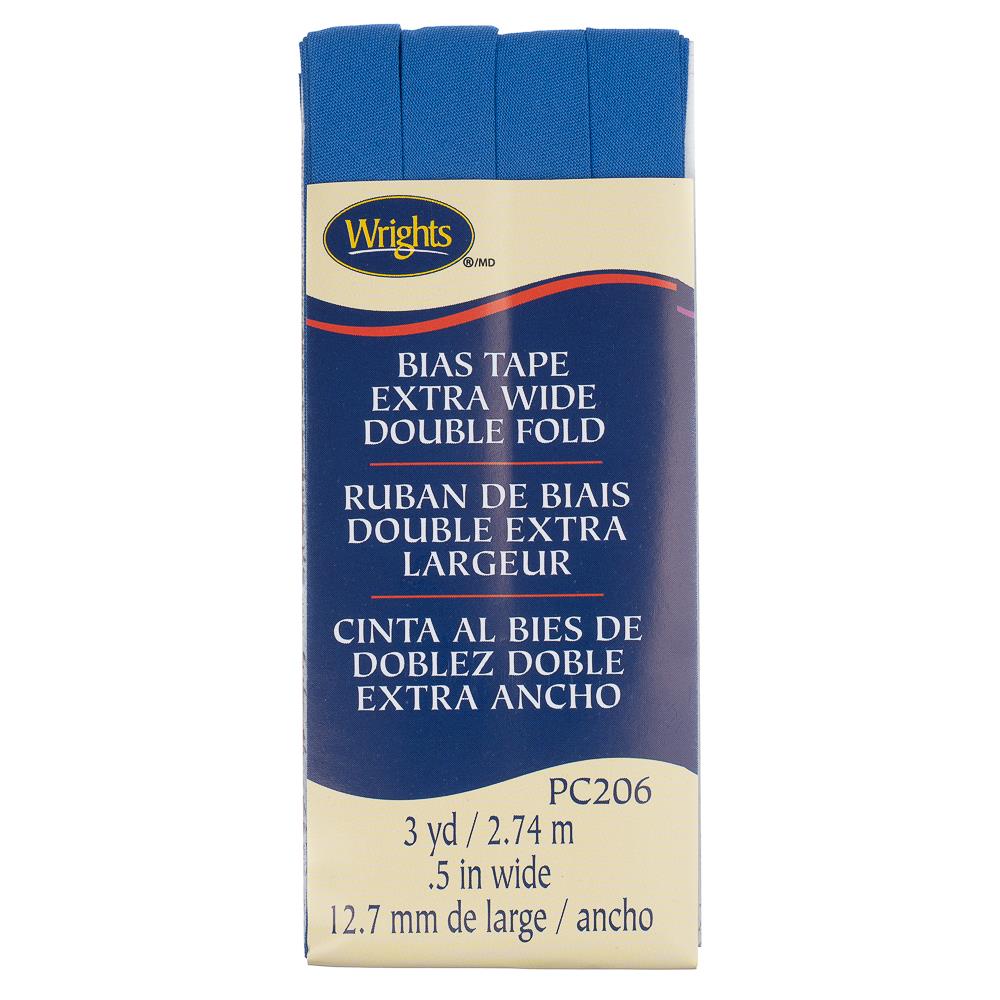 Wrights
®/MD
BIAS TAPE
EXTRA WIDE
DOUBLE FOLD
RUBAN DE BIAIS
DOUBLE EXTRA
LARGEUR
CINTA AL BIES DE
DOBLEZ DOBLE
EXTRA ANCHO
PC206
3 yd / 2.74 m
.5 in wide
12.7 mm de large / ancho